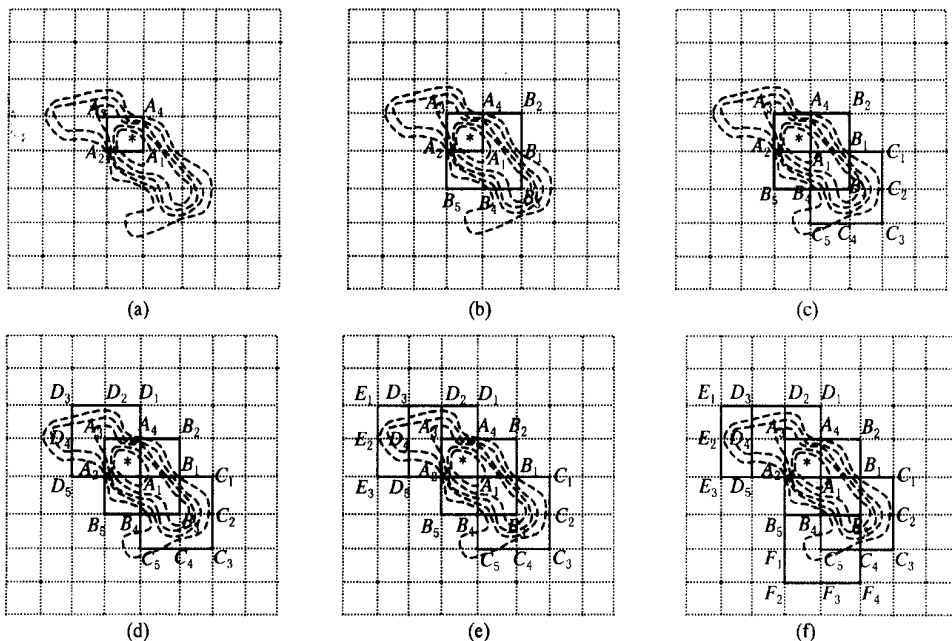 A₄
*
A₂ A₁
(a)
A₄ B₂
*
A₂ A₁ B₁
B₅ B₄
(b)
A₄ B₂
*
A₂ A₁ B₁ C₁
B₅ B₄ C₂
C₅ C₄ C₃
(c)
D₃ D₂ D₁
D₄ A₄ B₂
*
D₅ A₂ A₁ B₁ C₁
B₅ B₄ C₂
C₅ C₄ C₃
(d)
E₁ D₃ D₂ D₁
E₂ A₄ B₂
*
E₃ D₅ A₂ A₁ B₁ C₁
B₅ B₄ C₂
C₅ C₄ C₃
(e)
E₁ D₃ D₂ D₁
E₂ D₄ A₄ B₂
*
E₃ D₅ A₂ A₁ B₁ C₁
B₅ B₄ C₂
F₁ C₅ C₄ C₃
F₂ F₃ F₄
(f)